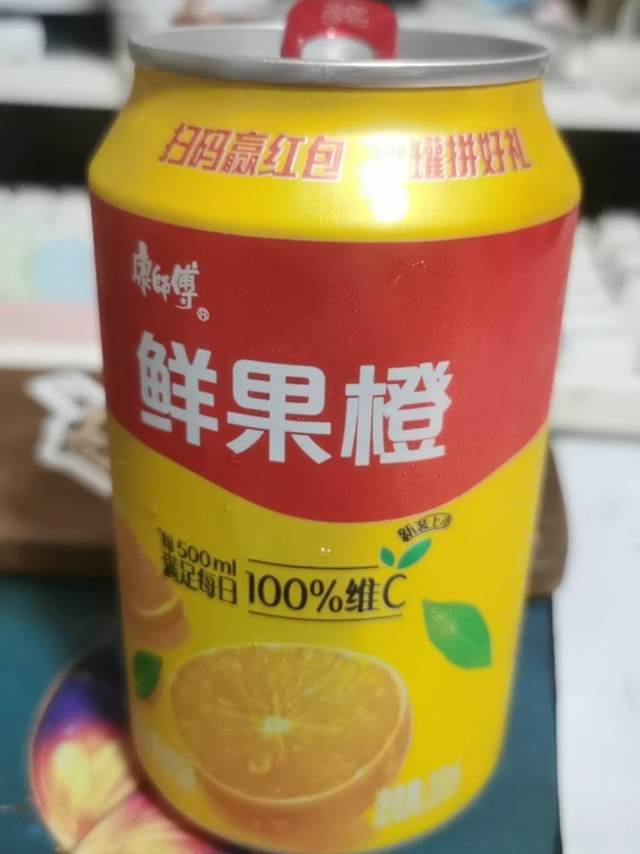 扫码赢红包 罐拼好礼
康师傅
鲜果橙
新装上市
每500ml
满足每日
100%维C